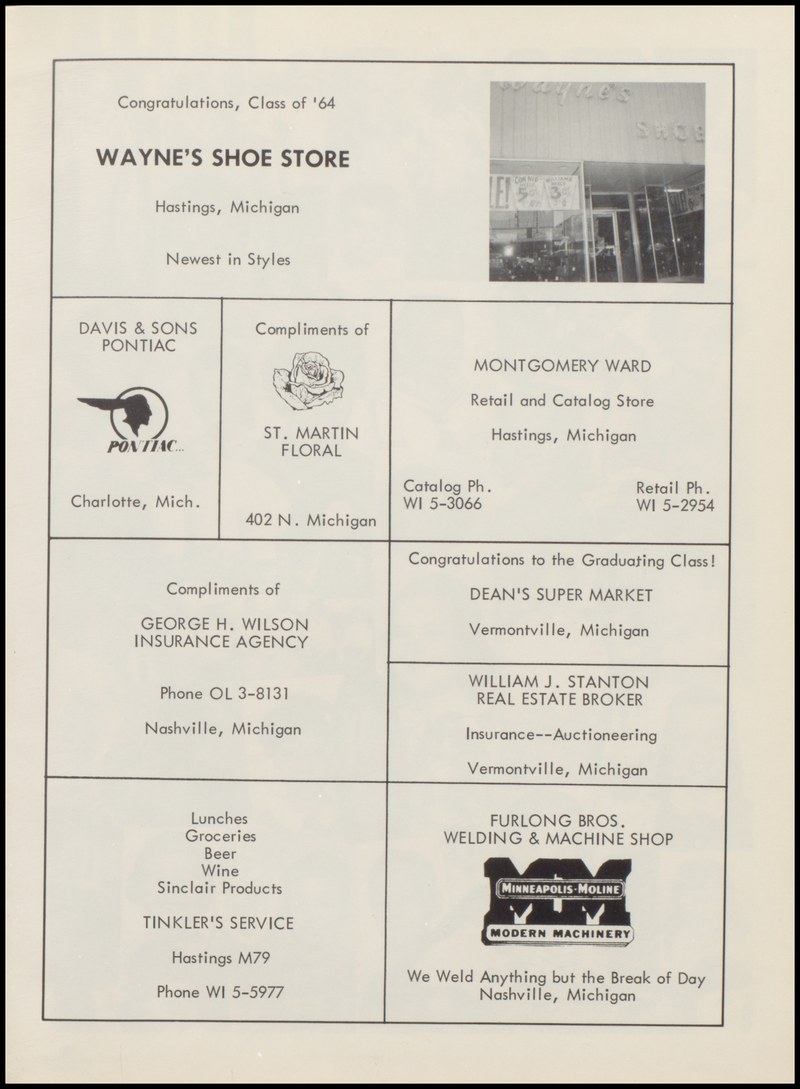 Congratulations, Class of '64
WAYNE'S SHOE STORE
Hastings, Michigan
Newest in Styles
Wayne's
SHOE
DAVIS & SONS
PONTIAC
PONTIAC...
Charlotte, Mich.
Compliments of
ST. MARTIN
FLORAL
402 N. Michigan
MONTGOMERY WARD
Retail and Catalog Store
Hastings, Michigan
Catalog Ph.
WI 5-3066
Retail Ph.
WI 5-2954
Compliments of
GEORGE H. WILSON
INSURANCE AGENCY
Phone OL 3-8131
Nashville, Michigan
Congratulations to the Graduating Class!
DEAN'S SUPER MARKET
Vermontville, Michigan
WILLIAM J. STANTON
REAL ESTATE BROKER
Insurance--Auctioneering
Vermontville, Michigan
Lunches
Groceries
Beer
Wine
Sinclair Products
TINKLER'S SERVICE
Hastings M79
Phone WI 5-5977
FURLONG BROS.
WELDING & MACHINE SHOP
MM
MINNEAPOLIS-MOLINE
MODERN MACHINERY
We Weld Anything but the Break of Day
Nashville, Michigan